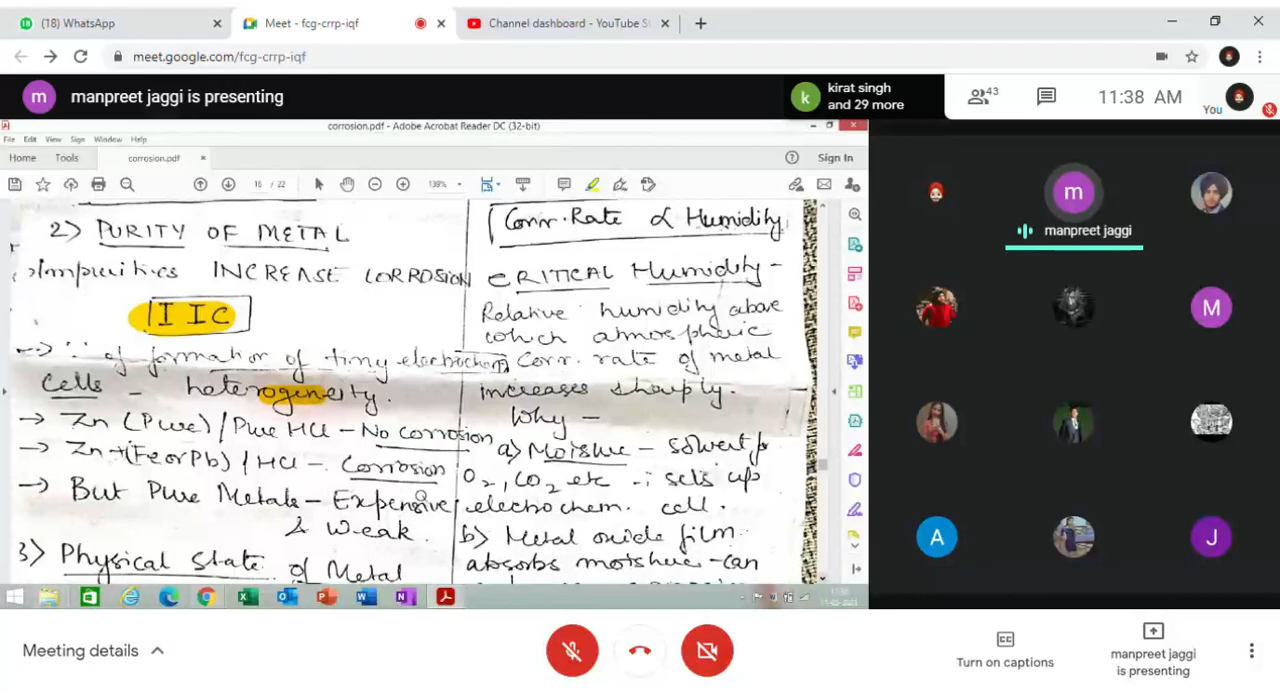 (18) WhatsApp
Meet - fcg-crrp-iqf
Channel dashboard - YouTube S
meet.google.com/fcg-crrp-iqf
m
manpreet jaggi is presenting
k
kirat singh
and 29 more
43
11:38 AM
You
corrosion.pdf - Adobe Acrobat Reader DC (32-bit)
File Edit View Sign Window Help
Home Tools corrosion.pdf
Sign In
16 / 22
139%
2) PURITY OF METAL
Impurities INCREASE CORROSION
I I C
→ ∵ of formation of tiny electrochem
Cells - heterogeneity.
→ Zn (Pure) / Pure HCl - No corrosion
→ Zn + (Fe or Pb) / HCl - Corrosion
→ But Pure Metals - Expensive
& Weak.
3) Physical State of Metal
Corr. Rate α Humidity
CRITICAL Humidity -
Relative humidity above
which atmospheric
Corr. rate of metal
increases sharply.
Why -
a) Moisture - solvent for
O2, CO2 etc ∴ sets up
electrochem. cell.
b) Metal oxide film
absorbs moisture - can
m
manpreet jaggi
M
A
J
Meeting details
Turn on captions
manpreet jaggi
is presenting